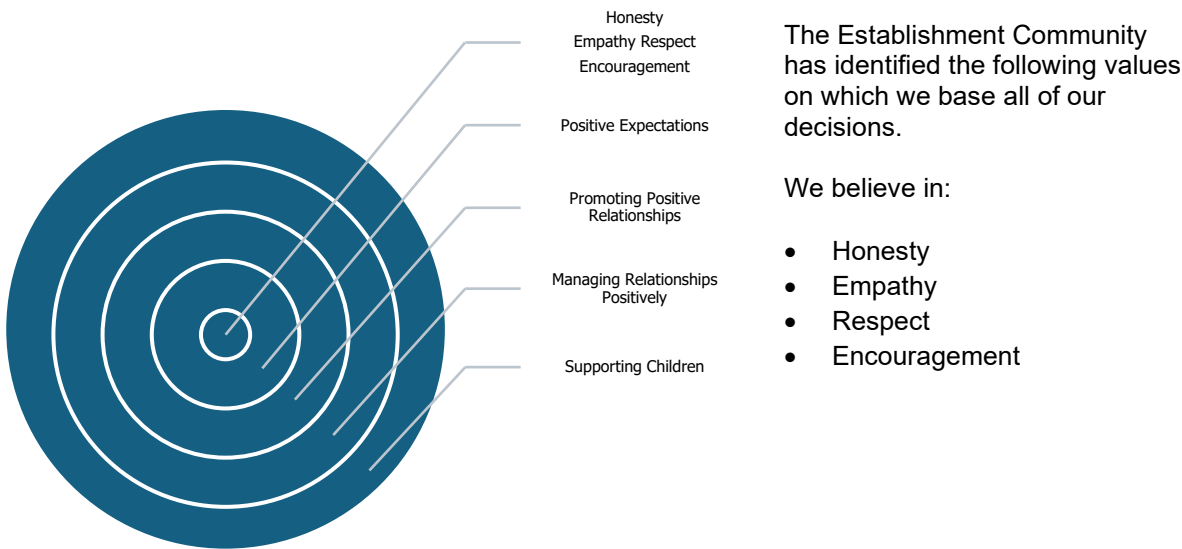 Honesty
Empathy Respect
Encouragement
Positive Expectations
Promoting Positive
Relationships
Managing Relationships
Positively
Supporting Children
The Establishment Community
has identified the following values
on which we base all of our
decisions.
We believe in:
• Honesty
• Empathy
• Respect
• Encouragement